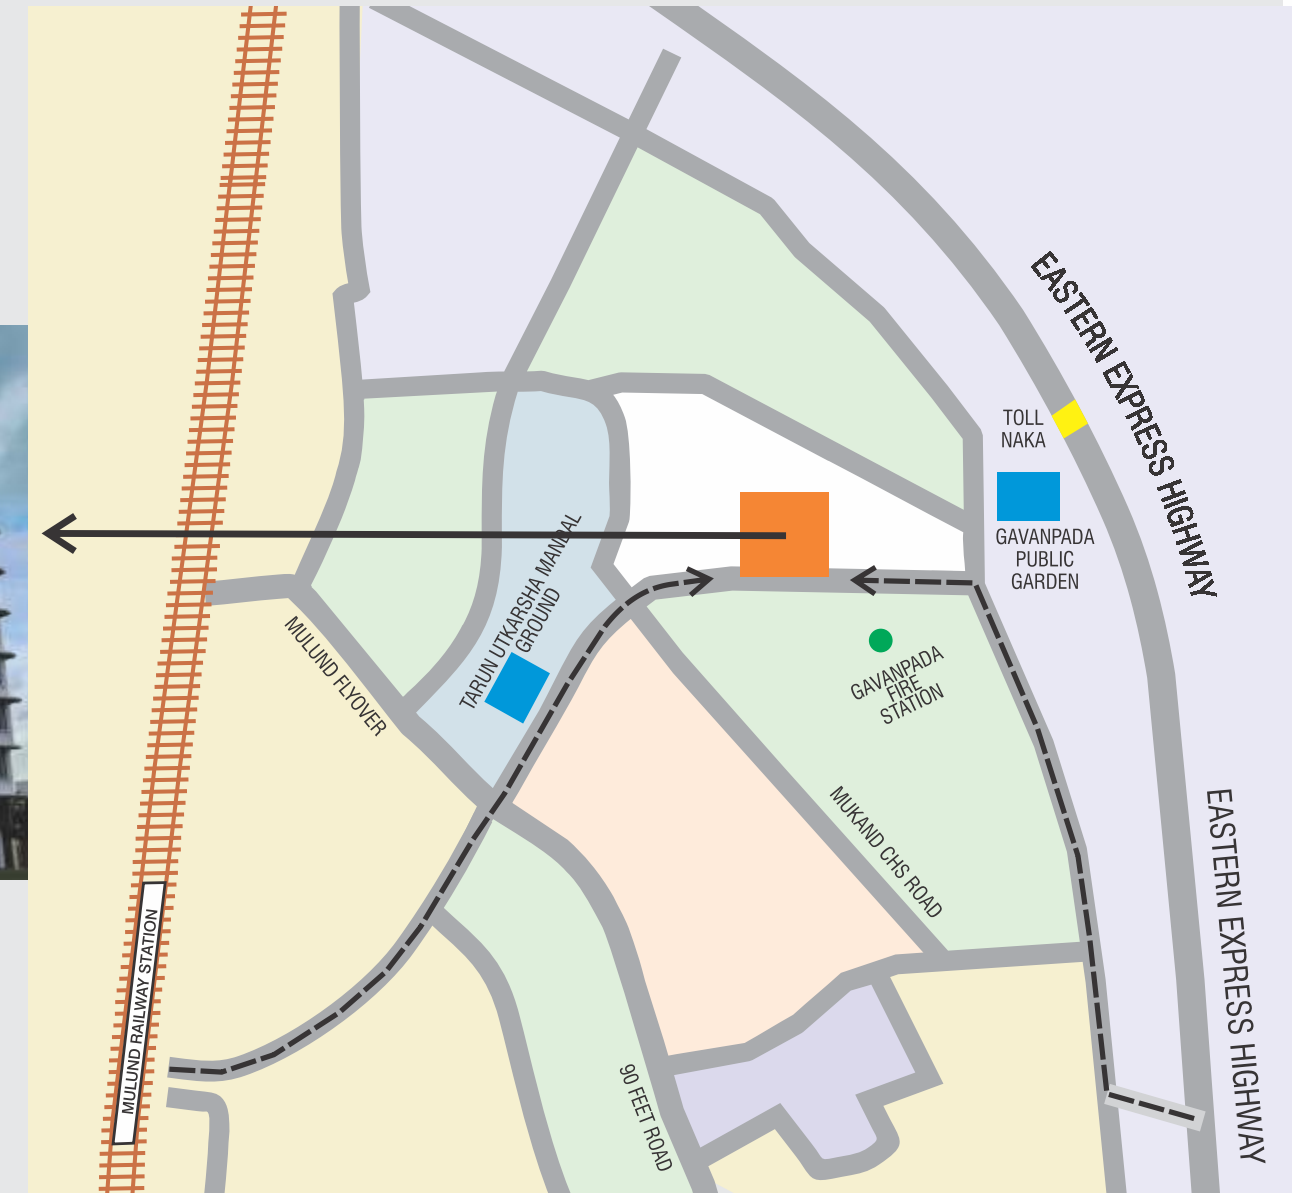 EASTERN EXPRESS HIGHWAY
TOLL
NAKA
GAVANPADA
PUBLIC
GARDEN
TARUN UTKARSHA MANDAL
GROUND
MULUND FLYOVER
GAVANPADA
FIRE
STATION
MUKAND CHS ROAD
EASTERN EXPRESS HIGHWAY
MULUND RAILWAY STATION
90 FEET ROAD